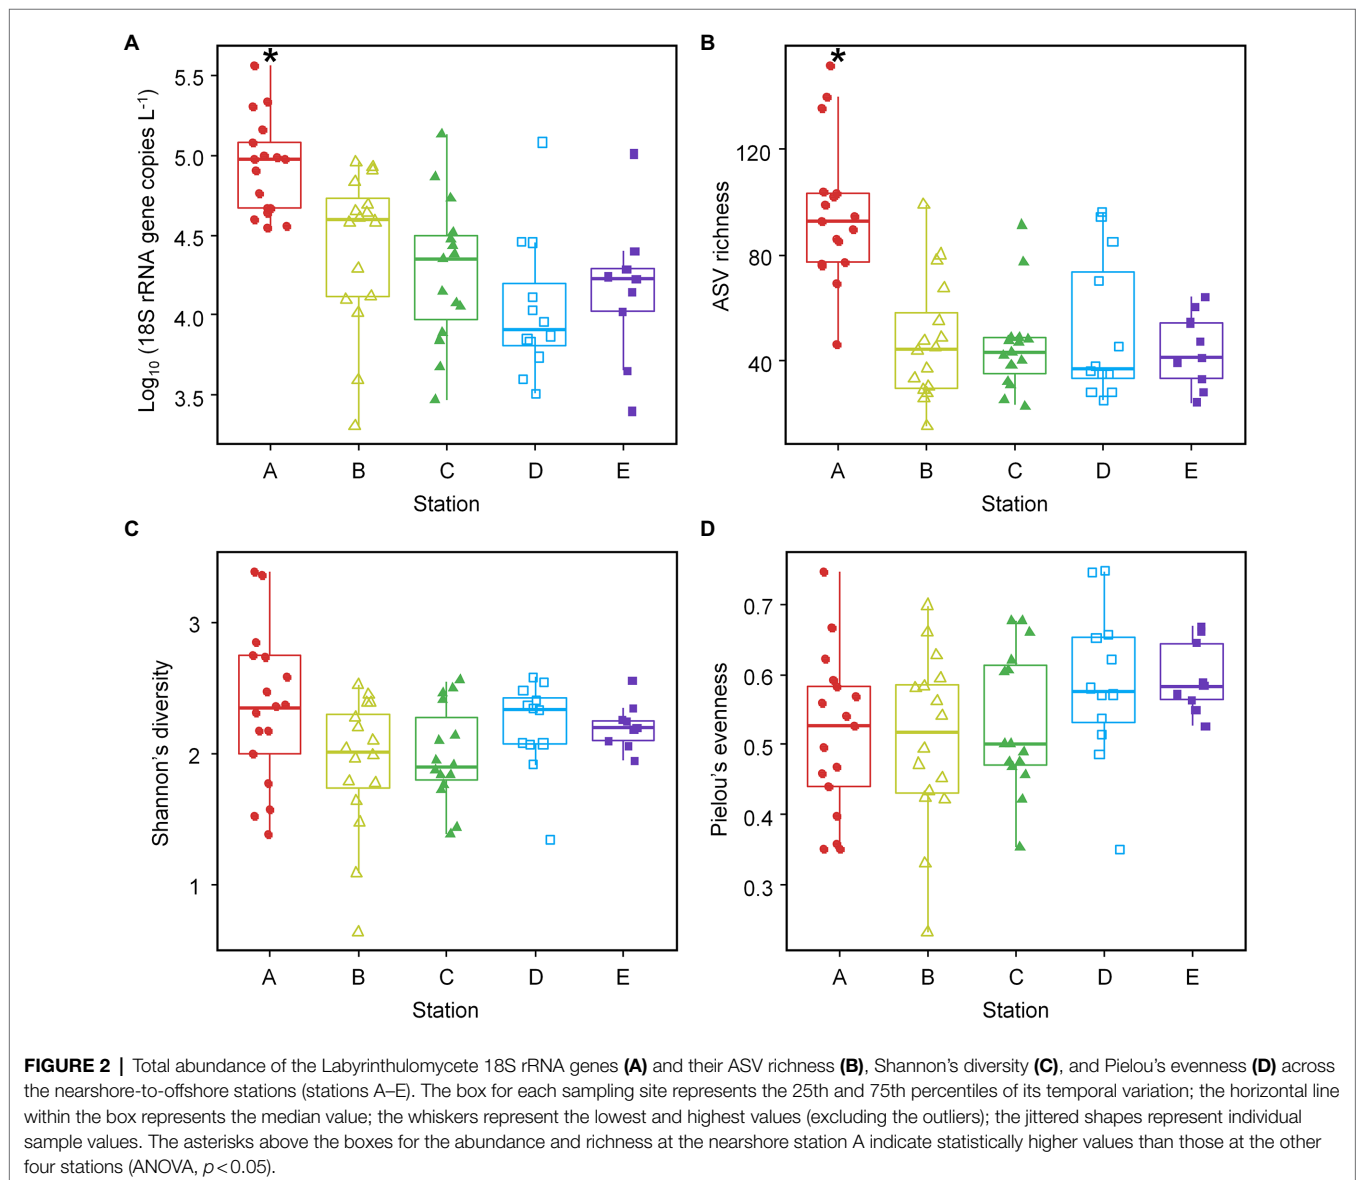 A
*
5.5
5.0
4.5
4.0
3.5
Log10 (18S rRNA gene copies L-1)
A B C D E
Station
B
*
120
80
40
ASV richness
A B C D E
Station
C
3
2
1
Shannon's diversity
A B C D E
Station
D
0.7
0.6
0.5
0.4
0.3
Pielou's evenness
A B C D E
Station
FIGURE 2 | Total abundance of the Labyrinthulomycete 18S rRNA genes (A) and their ASV richness (B), Shannon's diversity (C), and Pielou's evenness (D) across
the nearshore-to-offshore stations (stations A–E). The box for each sampling site represents the 25th and 75th percentiles of its temporal variation; the horizontal line
within the box represents the median value; the whiskers represent the lowest and highest values (excluding the outliers); the jittered shapes represent individual
sample values. The asterisks above the boxes for the abundance and richness at the nearshore station A indicate statistically higher values than those at the other
four stations (ANOVA, p < 0.05).